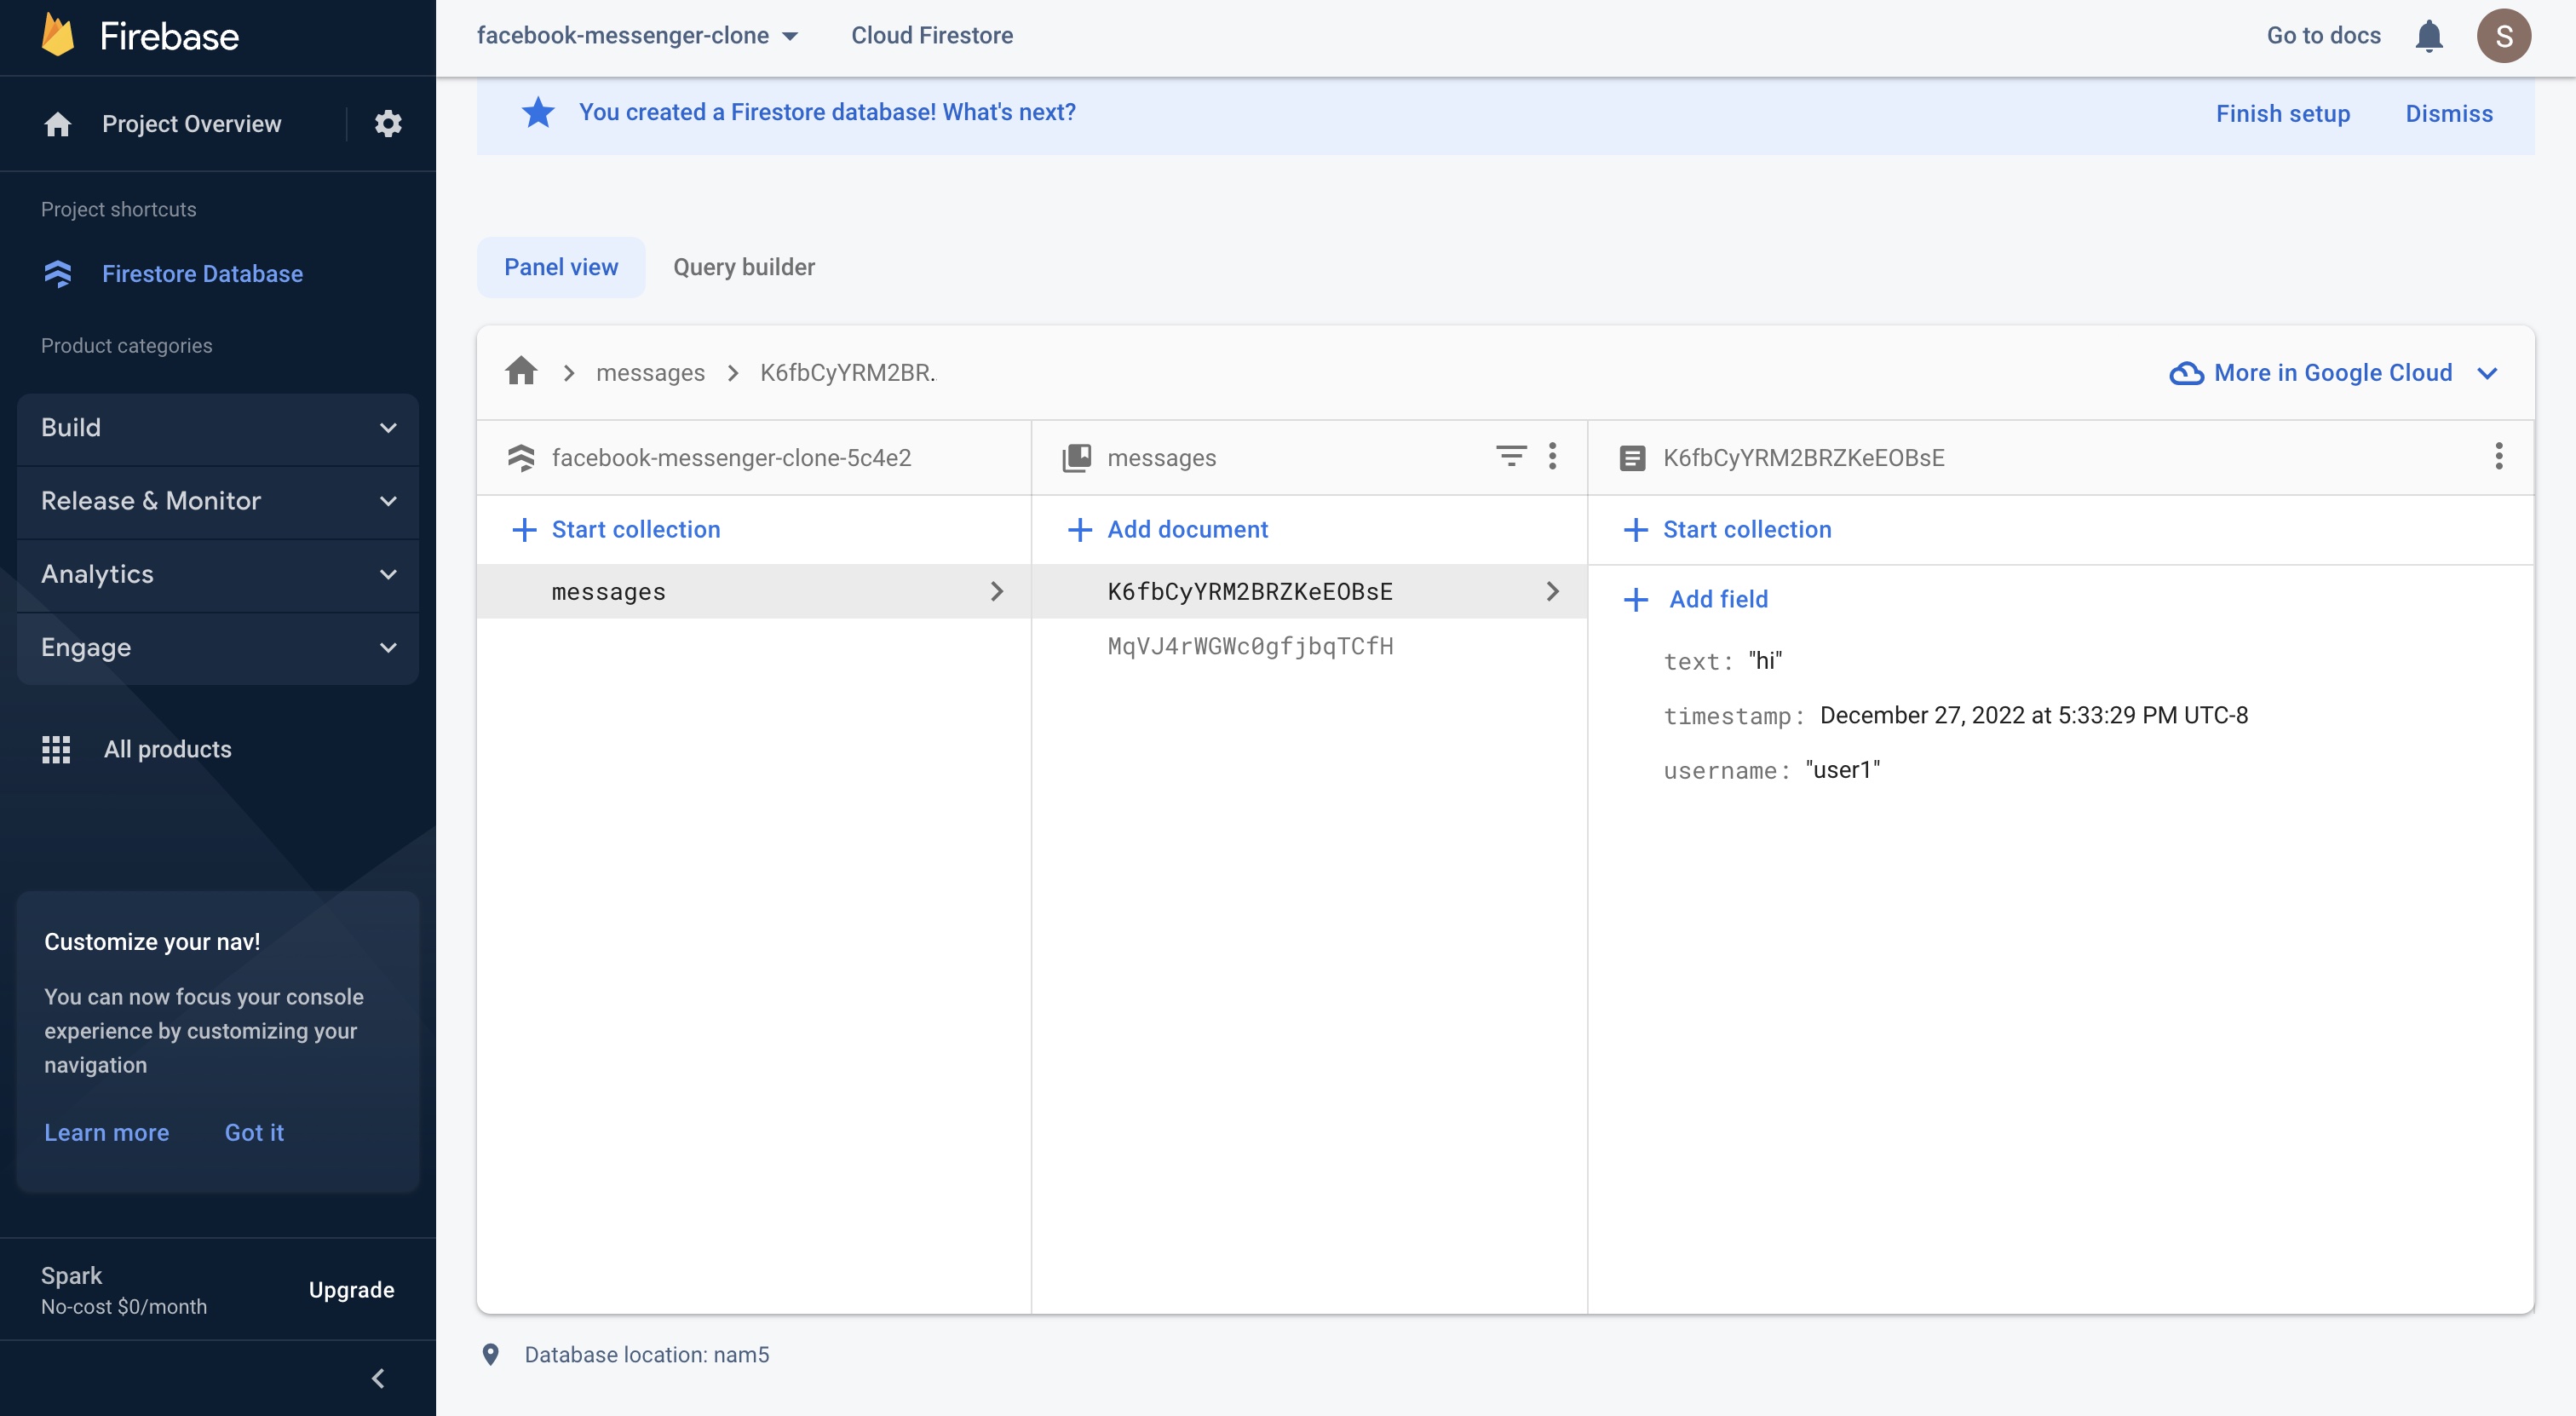 Firebase
facebook-messenger-clone
Cloud Firestore
Go to docs
S
Project Overview
You created a Firestore database! What's next?
Finish setup
Dismiss
Project shortcuts
Firestore Database
Product categories
Build
Release & Monitor
Analytics
Engage
All products
Customize your nav!
You can now focus your console
experience by customizing your
navigation
Learn more
Got it
Spark
No-cost $0/month
Upgrade
Panel view
Query builder
messages
K6fbCyYRM2BR.
More in Google Cloud
facebook-messenger-clone-5c4e2
Start collection
messages
messages
Add document
K6fbCyYRM2BRZKeEOBsE
MqVJ4rWGWc0gfjbqTCfH
K6fbCyYRM2BRZKeEOBsE
Start collection
Add field
text: "hi"
timestamp: December 27, 2022 at 5:33:29 PM UTC-8
username: "user1"
Database location: nam5